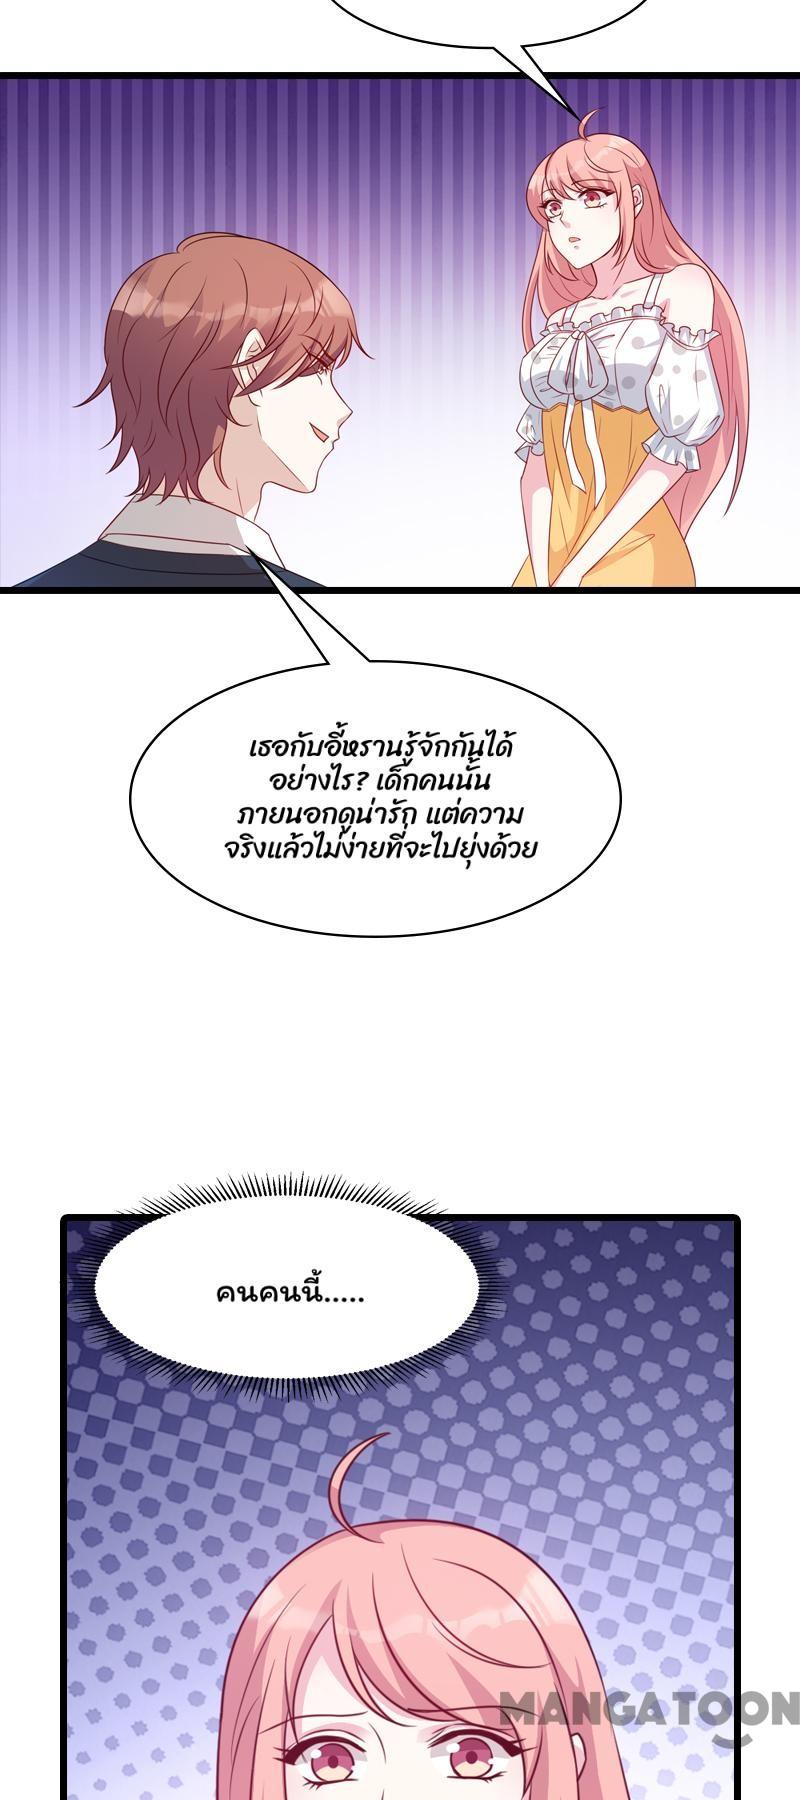 เธอกับอี้หรานรู้จักกันได้
อย่างไร? เด็กคนนั้น
ภายนอกดูน่ารัก แต่ความ
จริงแล้วไม่ง่ายที่จะไปยุ่งด้วย
คนคนนี้.....
MANGATOON